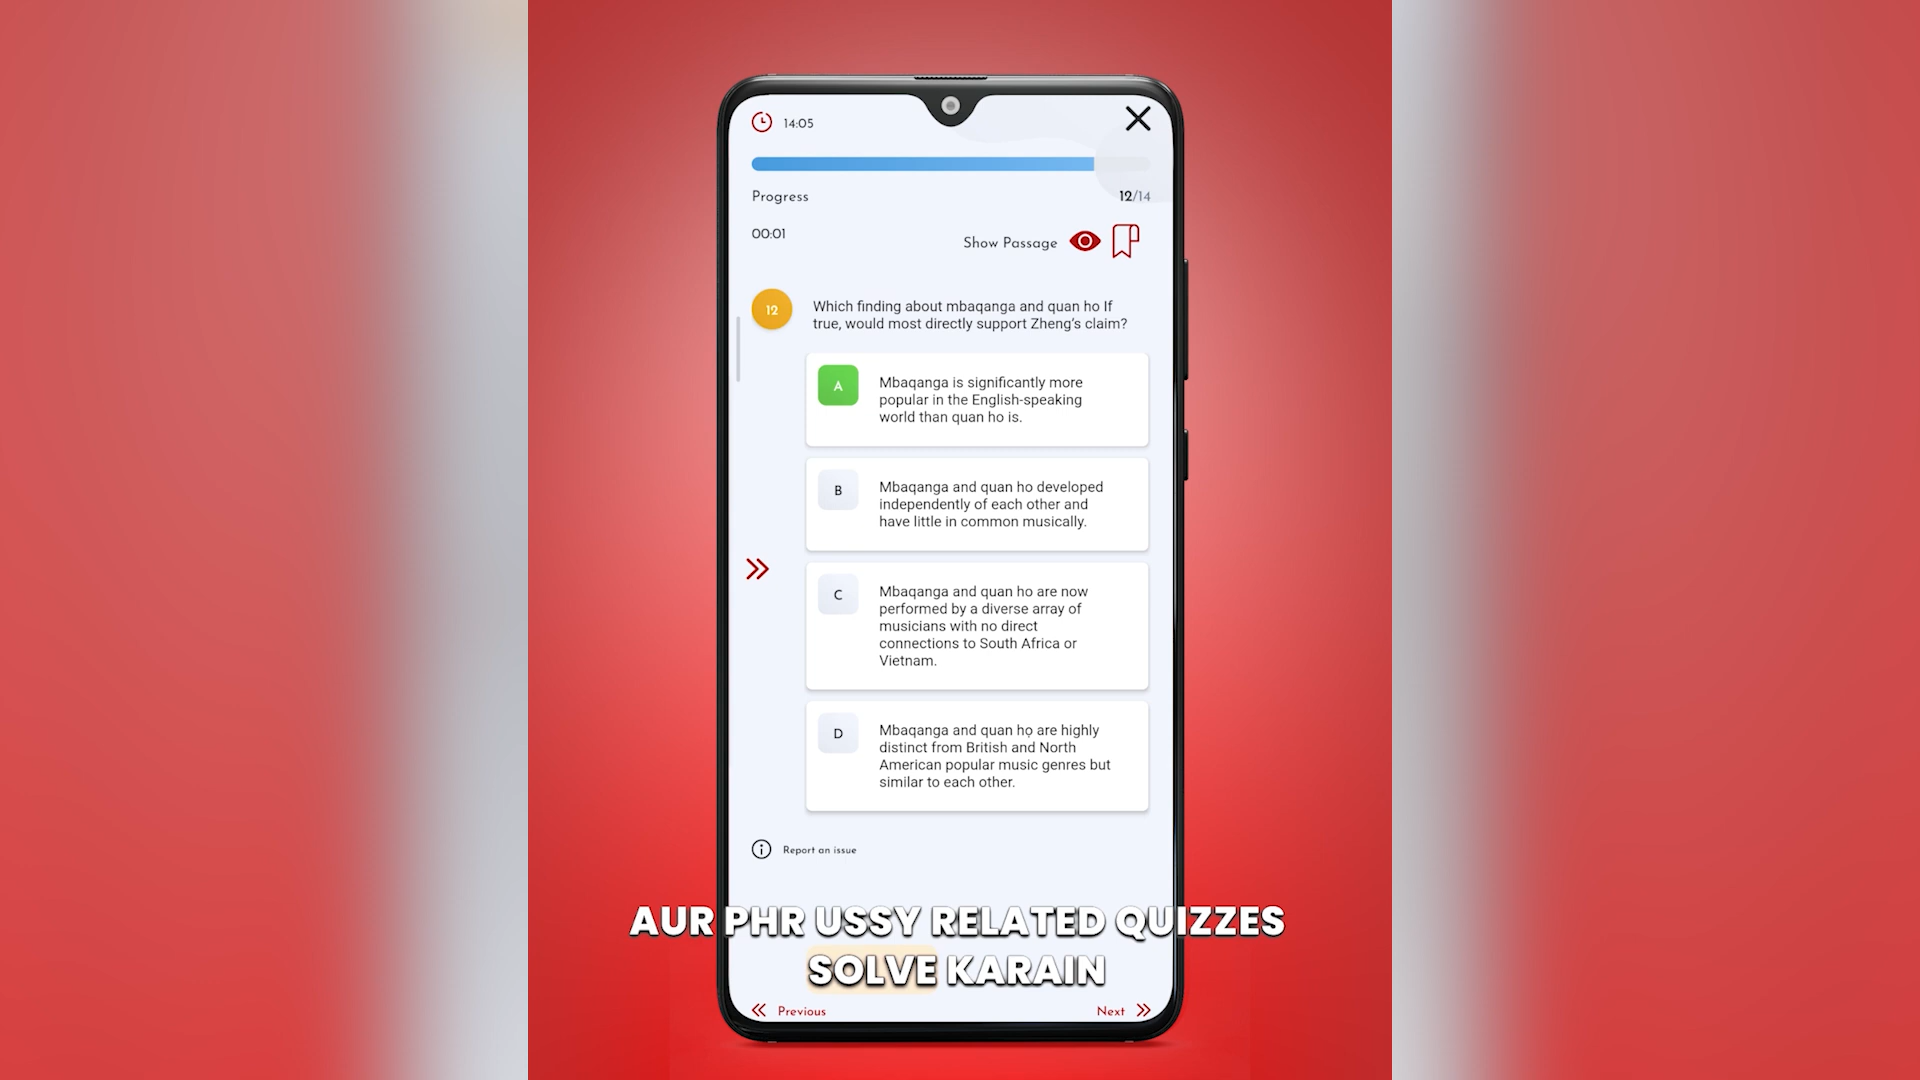 14:05
Progress
12/14
00:01
Show Passage
12
Which finding about mbaqanga and quan ho If
true, would most directly support Zheng's claim?
A
Mbaqanga is significantly more
popular in the English-speaking
world than quan ho is.
B
Mbaqanga and quan ho developed
independently of each other and
have little in common musically.
C
Mbaqanga and quan ho are now
performed by a diverse array of
musicians with no direct
connections to South Africa or
Vietnam.
D
Mbaqanga and quan họ are highly
distinct from British and North
American popular music genres but
similar to each other.
Report an issue
AUR PHR USSY RELATED QUIZZES
SOLVE KARAIN
Previous
Next